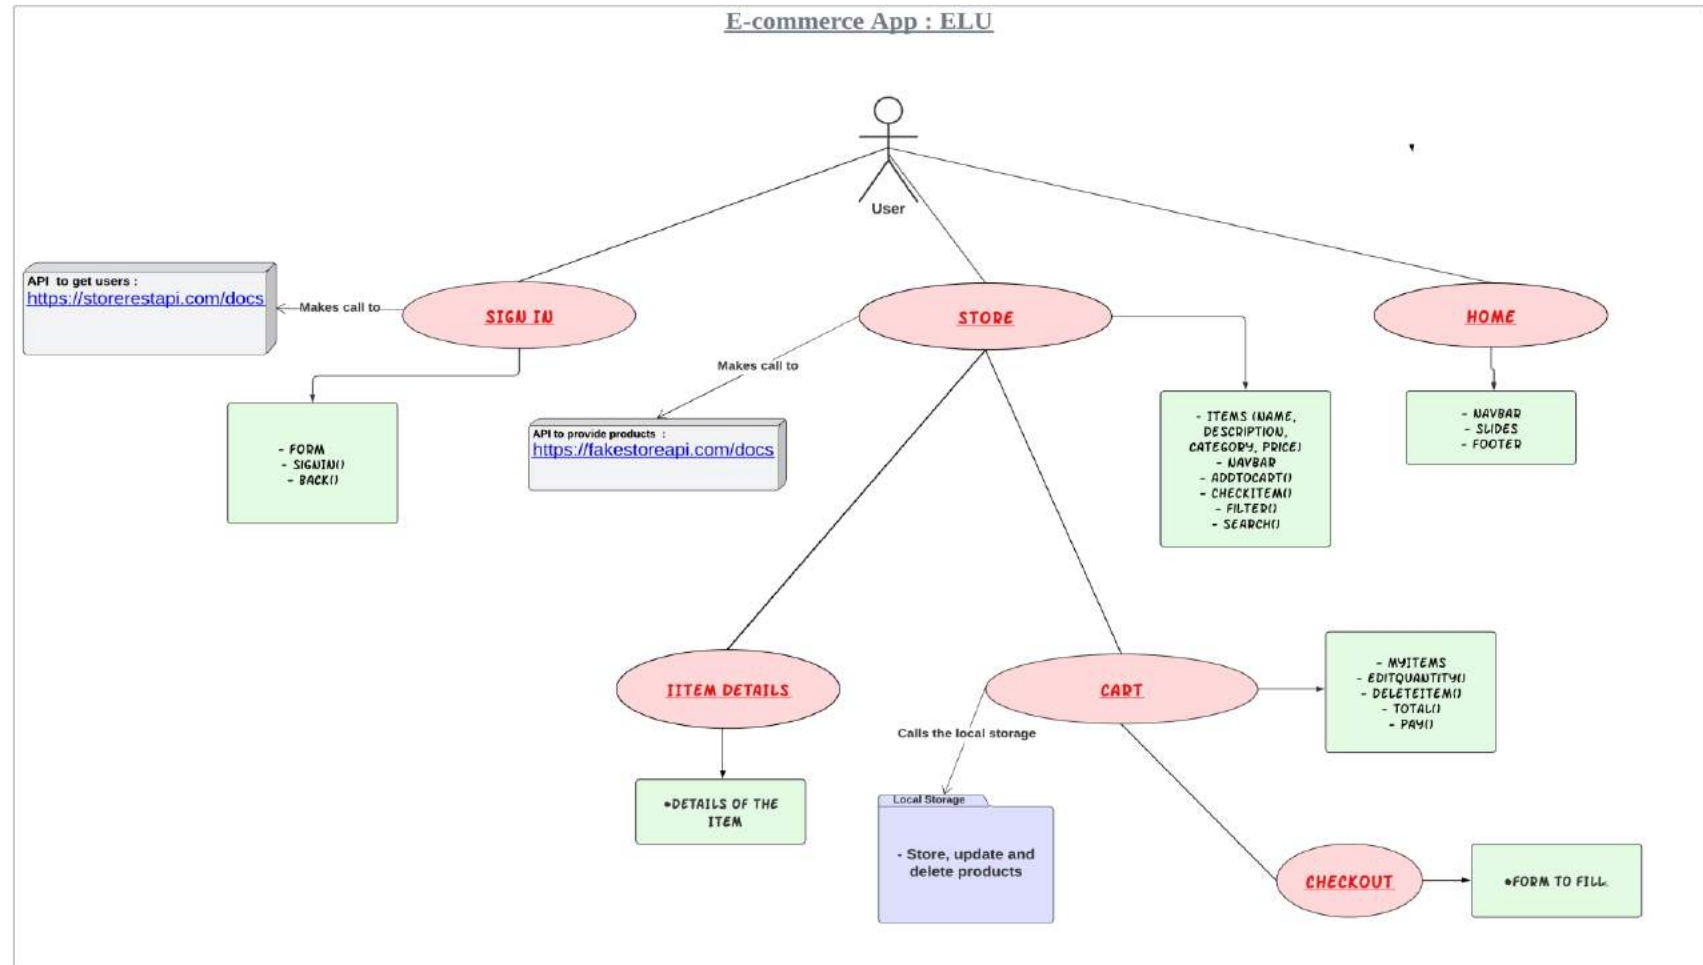 E-commerce App : ELU
User
API to get users :
https://storerestapi.com/docs
Makes call to
SIGN IN
STORE
HOME
Makes call to
- FORM
- SIGNIN()
- BACK()
API to provide products :
https://fakestoreapi.com/docs
- ITEMS (NAME,
DESCRIPTION,
CATEGORY, PRICE)
- NAVBAR
- ADDTOCART()
- CHECKITEM()
- FILTER()
- SEARCH()
- NAVBAR
- SLIDES
- FOOTER
IITEM DETAILS
CART
- MYITEMS
- EDITQUANTITY()
- DELETEITEM()
- TOTAL()
- PAY()
Calls the local storage
•DETAILS OF THE
ITEM
Local Storage
- Store, update and
delete products
CHECKOUT
•FORM TO FILL.